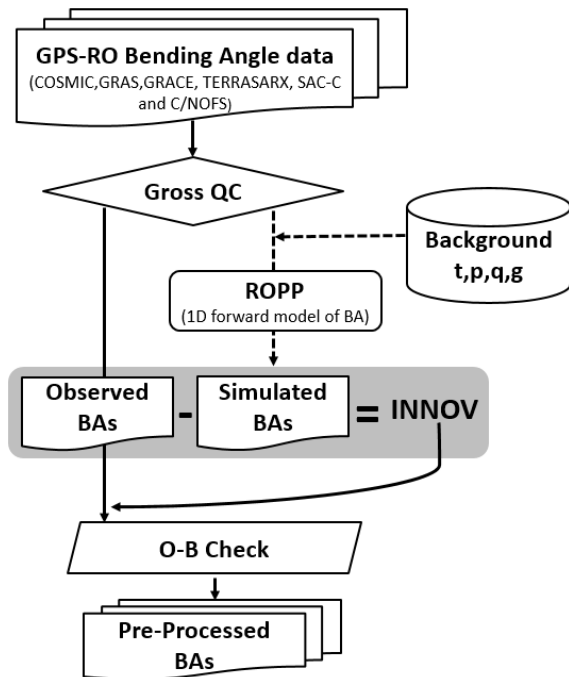 GPS-RO Bending Angle data
(COSMIC,GRAS,GRACE, TERRASARX, SAC-C
and C/NOFS)
Gross QC
Background
t,p,q,g
ROPP
(1D forward model of BA)
Observed
BAs
-
Simulated
BAs
= INNOV
O-B Check
Pre-Processed
BAs